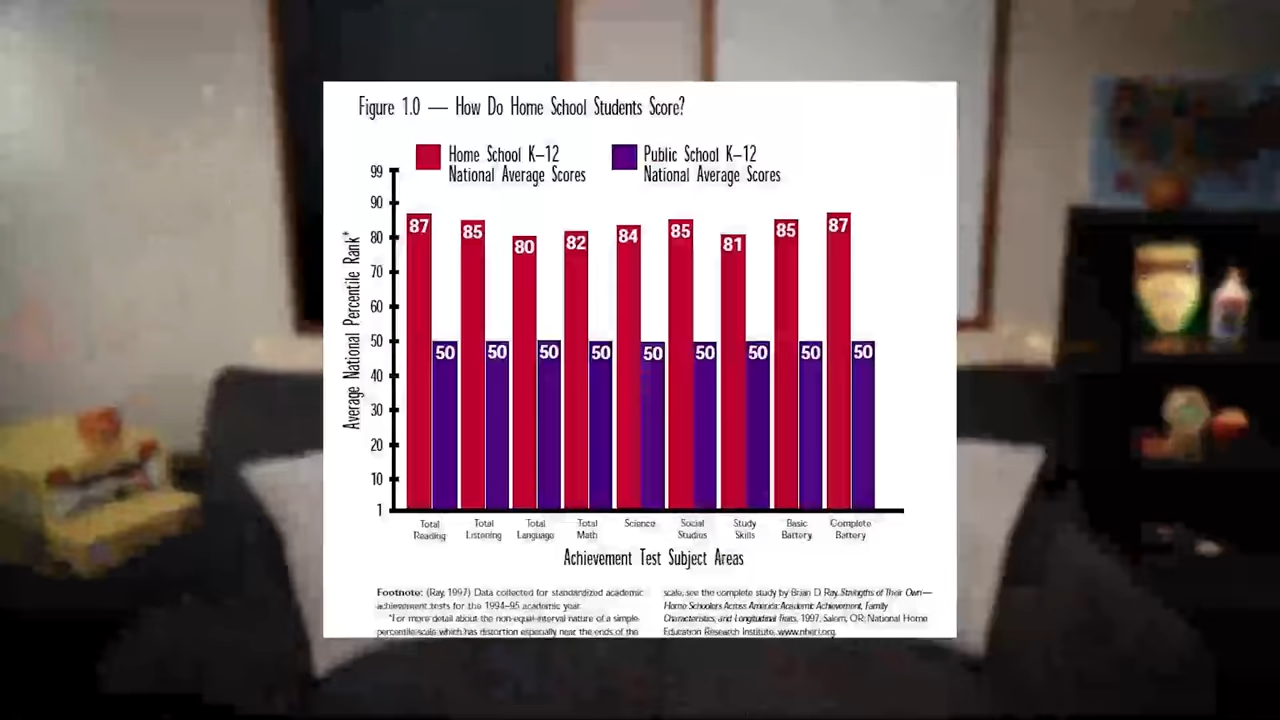 Figure 1.0 — How Do Home School Students Score?
Home School K–12
National Average Scores
Public School K–12
National Average Scores
Average National Percentile Rank*
99
90
80
70
60
50
40
30
20
10
1
87
50
85
50
80
50
82
50
84
50
85
50
81
50
85
50
87
50
Total
Reading
Total
Listening
Total
Language
Total
Math
Science
Social
Studies
Study
Skills
Basic
Battery
Complete
Battery
Achievement Test Subject Areas
Footnote: (Ray, 1997) Data collected for standardized academic
achievement tests for the 1994–95 academic year.
*For more detail about the non-equal-interval nature of a simple
percentile scale which has distortion especially near the ends of the
scale, see the complete study by Brian D. Ray, Strengths of Their Own—
Home Schoolers Across America: Academic Achievement, Family
Characteristics, and Longitudinal Traits, 1997, Salem, OR: National Home
Education Research Institute. www.nheri.org.